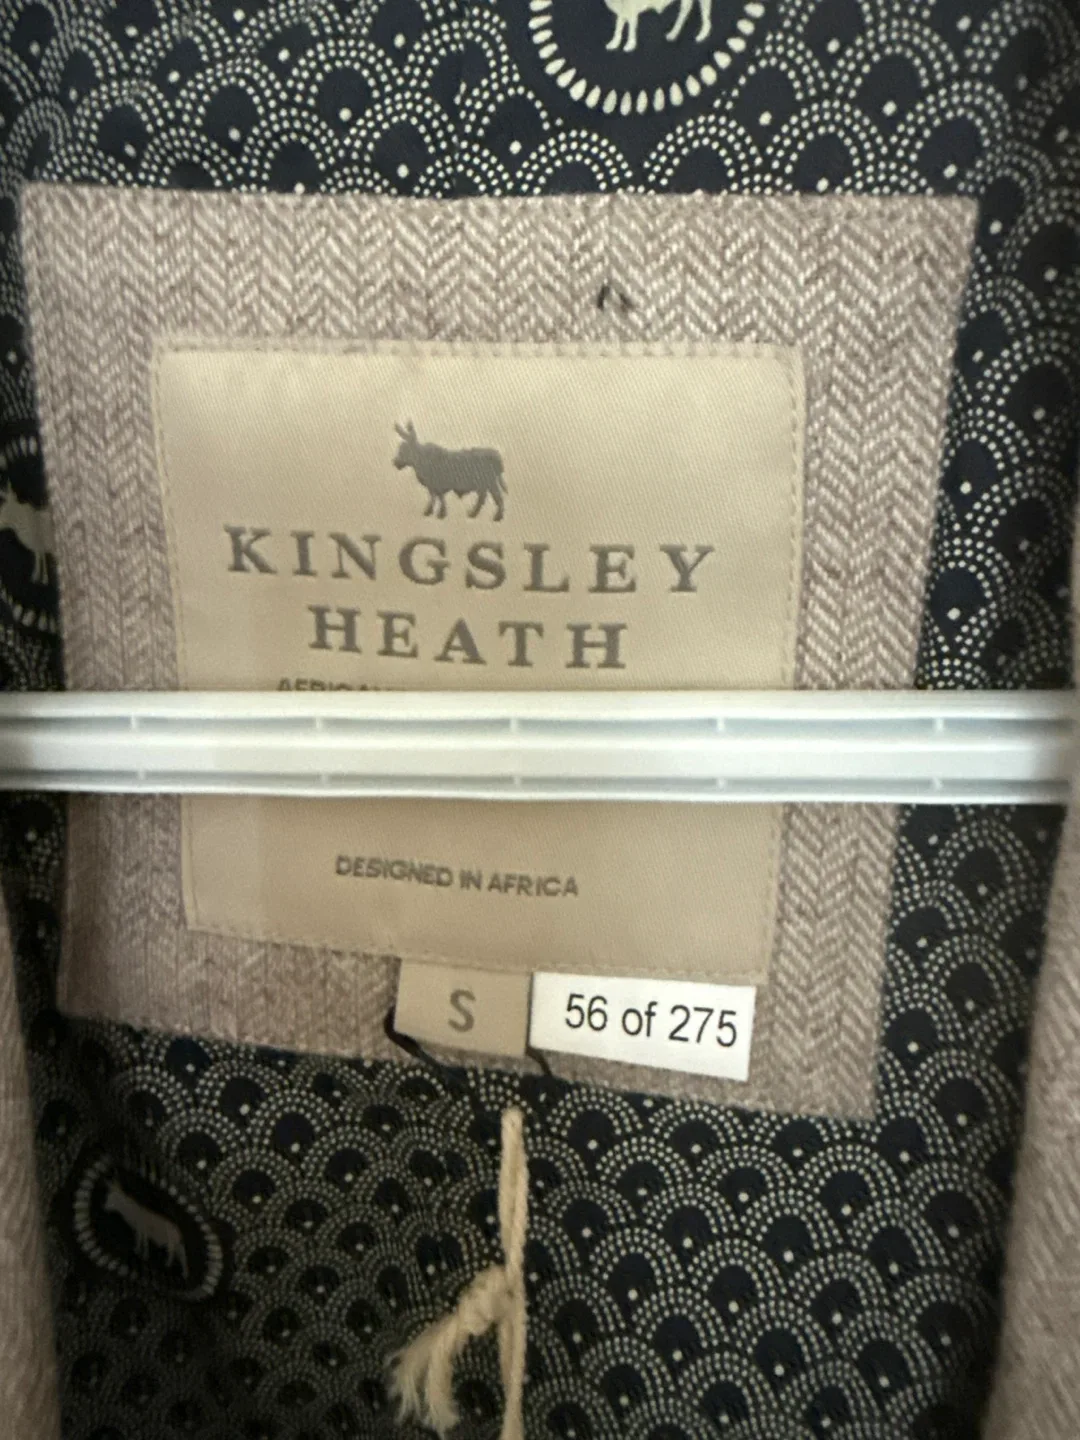 KINGSLEY
HEATH
DESIGNED IN AFRICA
S
56 of 275